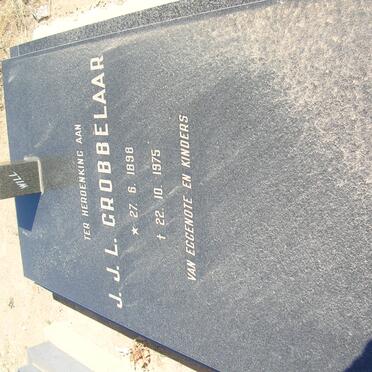 TER HERDENKING AAN
J. J. L. GROBBELAAR
★ 27. 6. 1898
† 22. 10. 1975
VAN EGGENOTE EN KINDERS